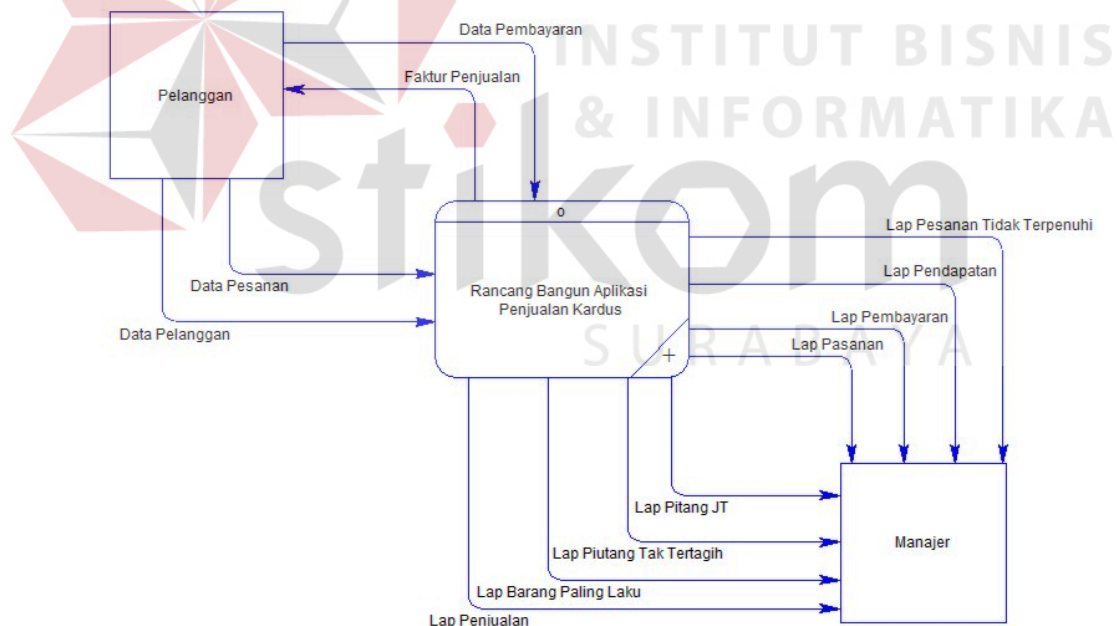 INSTITUT BISNIS
& INFORMATIKA
stikom
SURABAYA
Data Pembayaran
Faktur Penjualan
Pelanggan
Data Pesanan
Data Pelanggan
0
Rancang Bangun Aplikasi
Penjualan Kardus
+
Lap Pesanan Tidak Terpenuhi
Lap Pendapatan
Lap Pembayaran
Lap Pasanan
Lap Pitang JT
Lap Piutang Tak Tertagih
Lap Barang Paling Laku
Lap Penjualan
Manajer